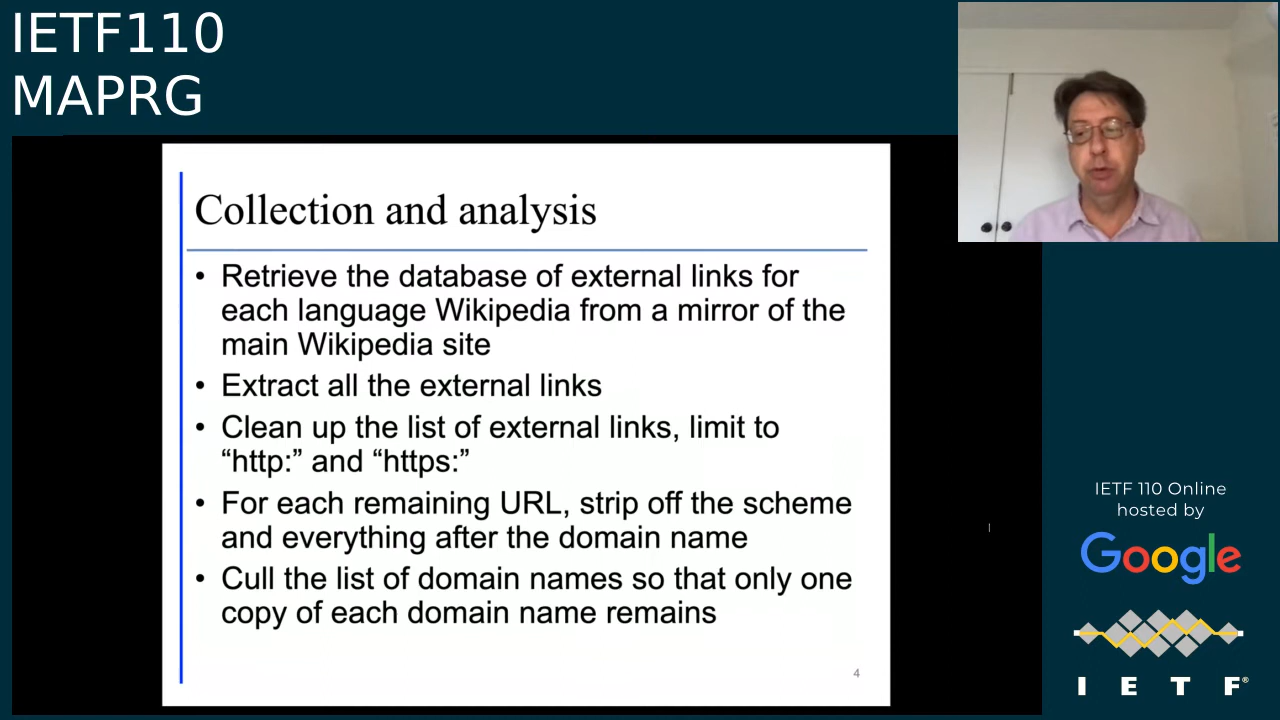 IETF110
MAPRG
Collection and analysis
• Retrieve the database of external links for
each language Wikipedia from a mirror of the
main Wikipedia site
• Extract all the external links
• Clean up the list of external links, limit to
“http:” and “https:”
• For each remaining URL, strip off the scheme
and everything after the domain name
• Cull the list of domain names so that only one
copy of each domain name remains
4
IETF 110 Online
hosted by
Google
I E T F®